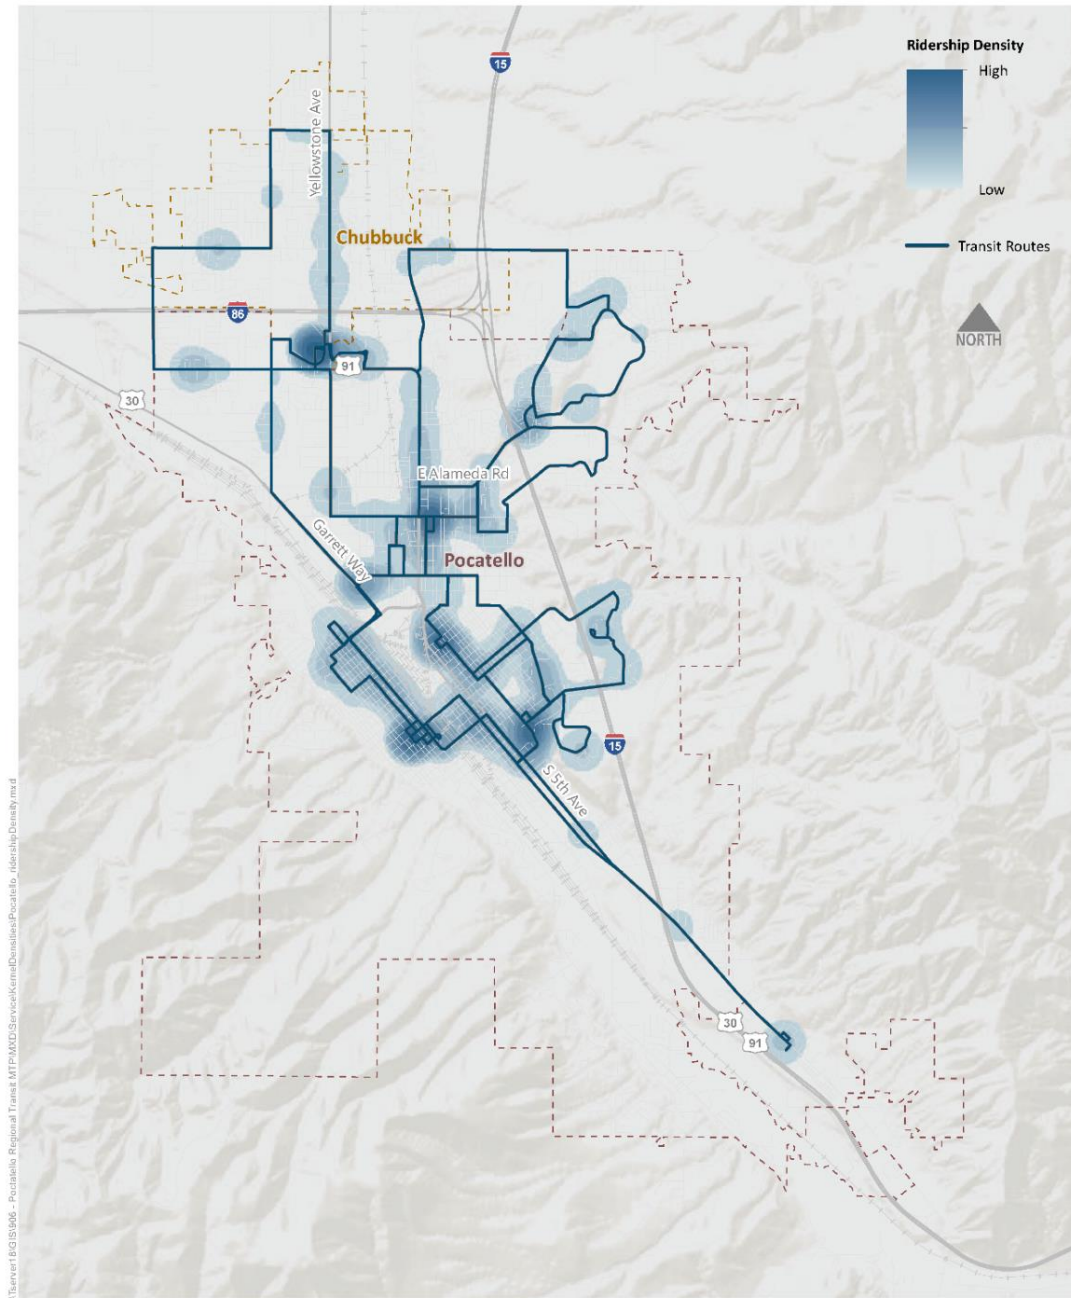 Ridership Density
High
Low
Transit Routes
NORTH
15
Yellowstone Ave
Chubbuck
86
91
30
E Alameda Rd
Garrett Way
Pocatello
15
S 5th Ave
30
91